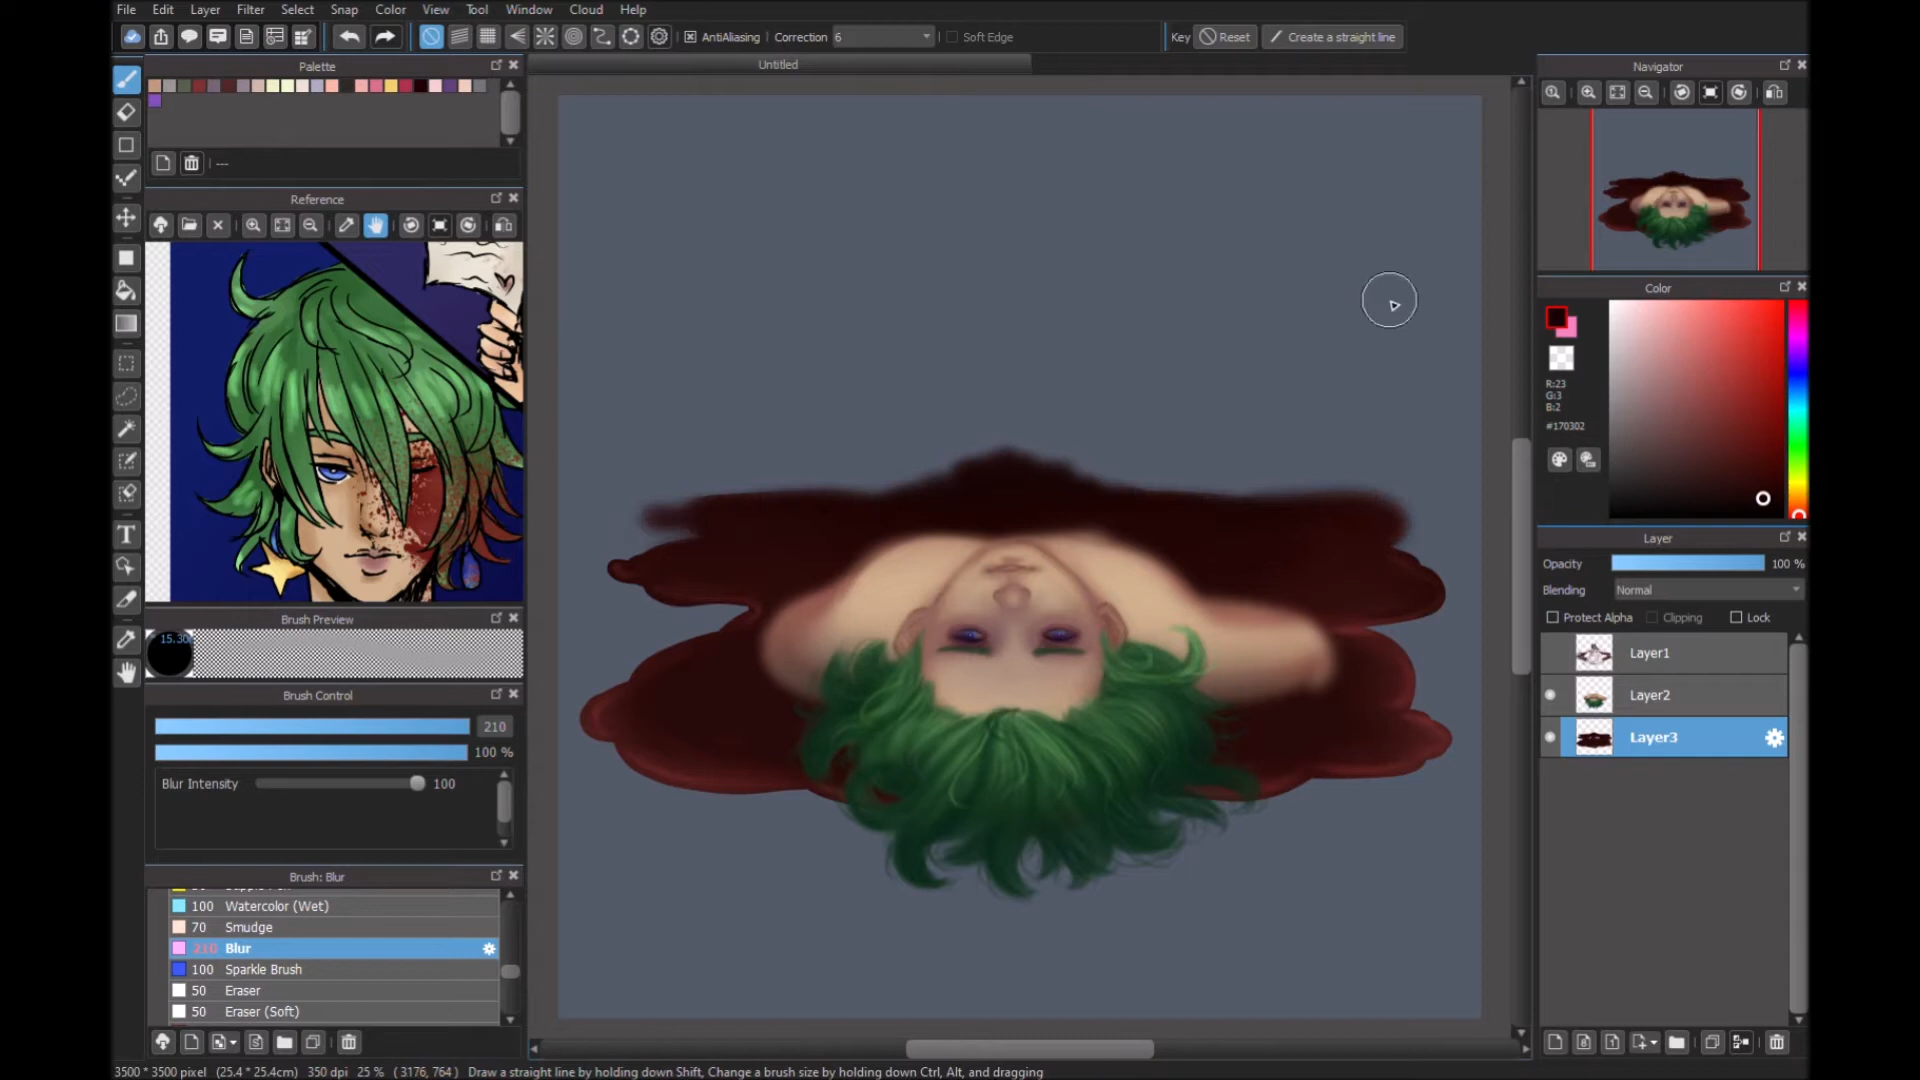 File Edit Layer Filter Select Snap Color View Tool Window Cloud Help
AntiAliasing Correction 6 Soft Edge Key Reset Create a straight line
Palette
Untitled
Navigator
---
Reference
Color
R:23
G:3
B:2
#170302
Layer
Opacity 100 %
Blending Normal
Protect Alpha Clipping Lock
Layer1
Layer2
Layer3
Brush Preview
15.30
Brush Control
210
100 %
Blur Intensity 100
Brush: Blur
100 Watercolor (Wet)
70 Smudge
210 Blur
100 Sparkle Brush
50 Eraser
50 Eraser (Soft)
3500 * 3500 pixel (25.4 * 25.4cm) 350 dpi 25 % ( 3176, 764 ) Draw a straight line by holding down Shift, Change a brush size by holding down Ctrl, Alt, and dragging